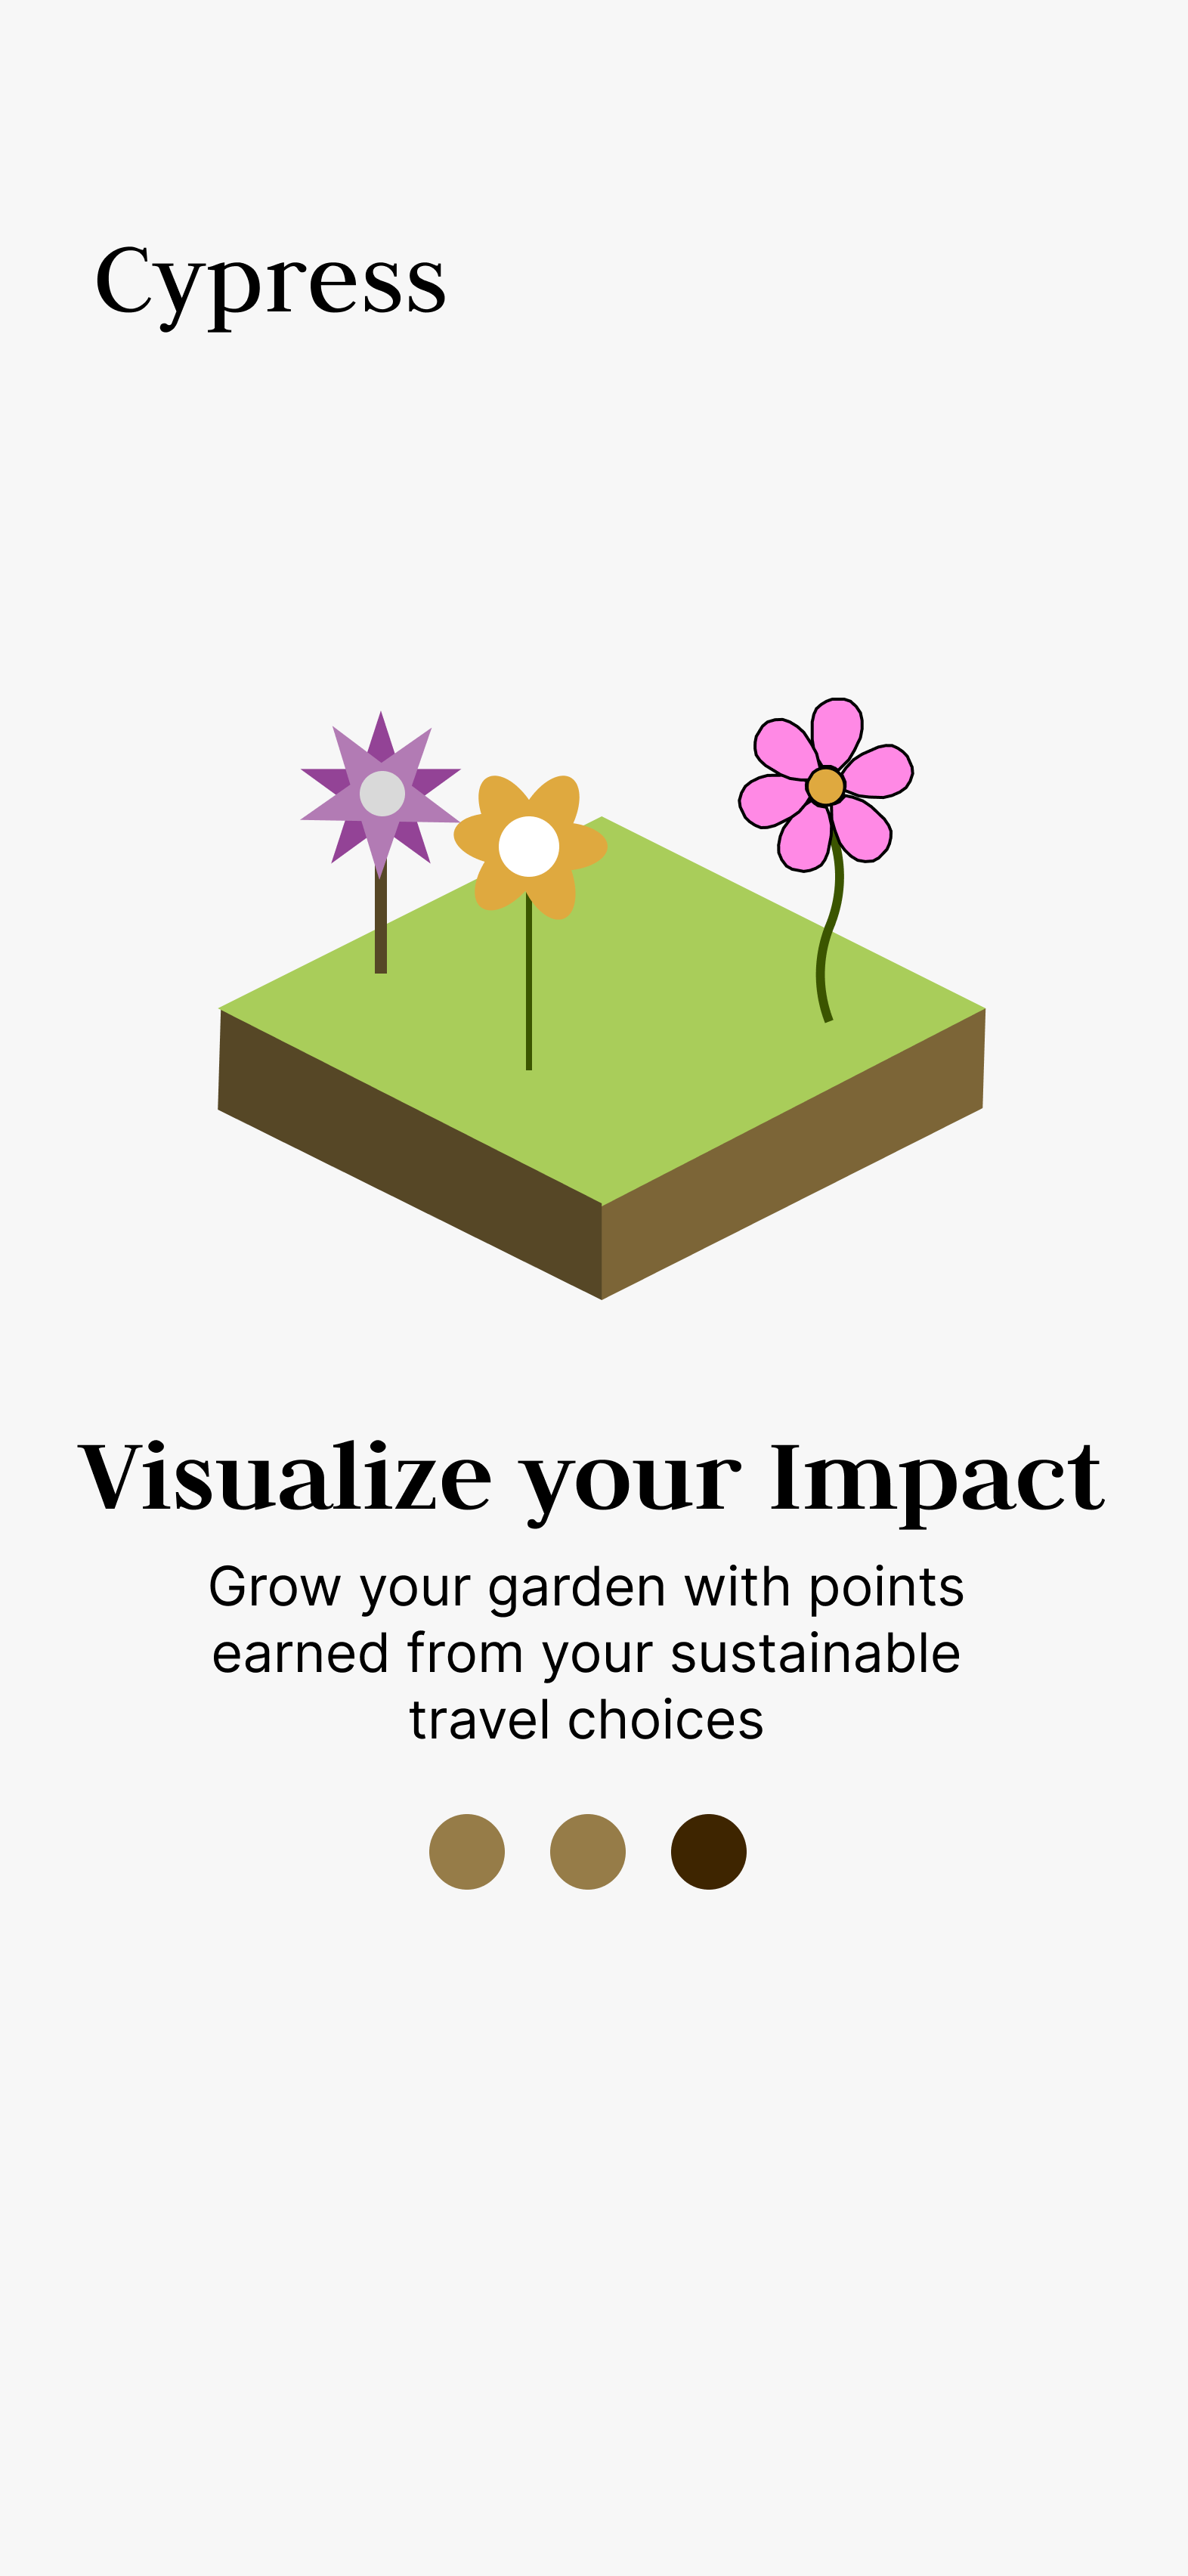 Cypress
Visualize your Impact
Grow your garden with points
earned from your sustainable
travel choices